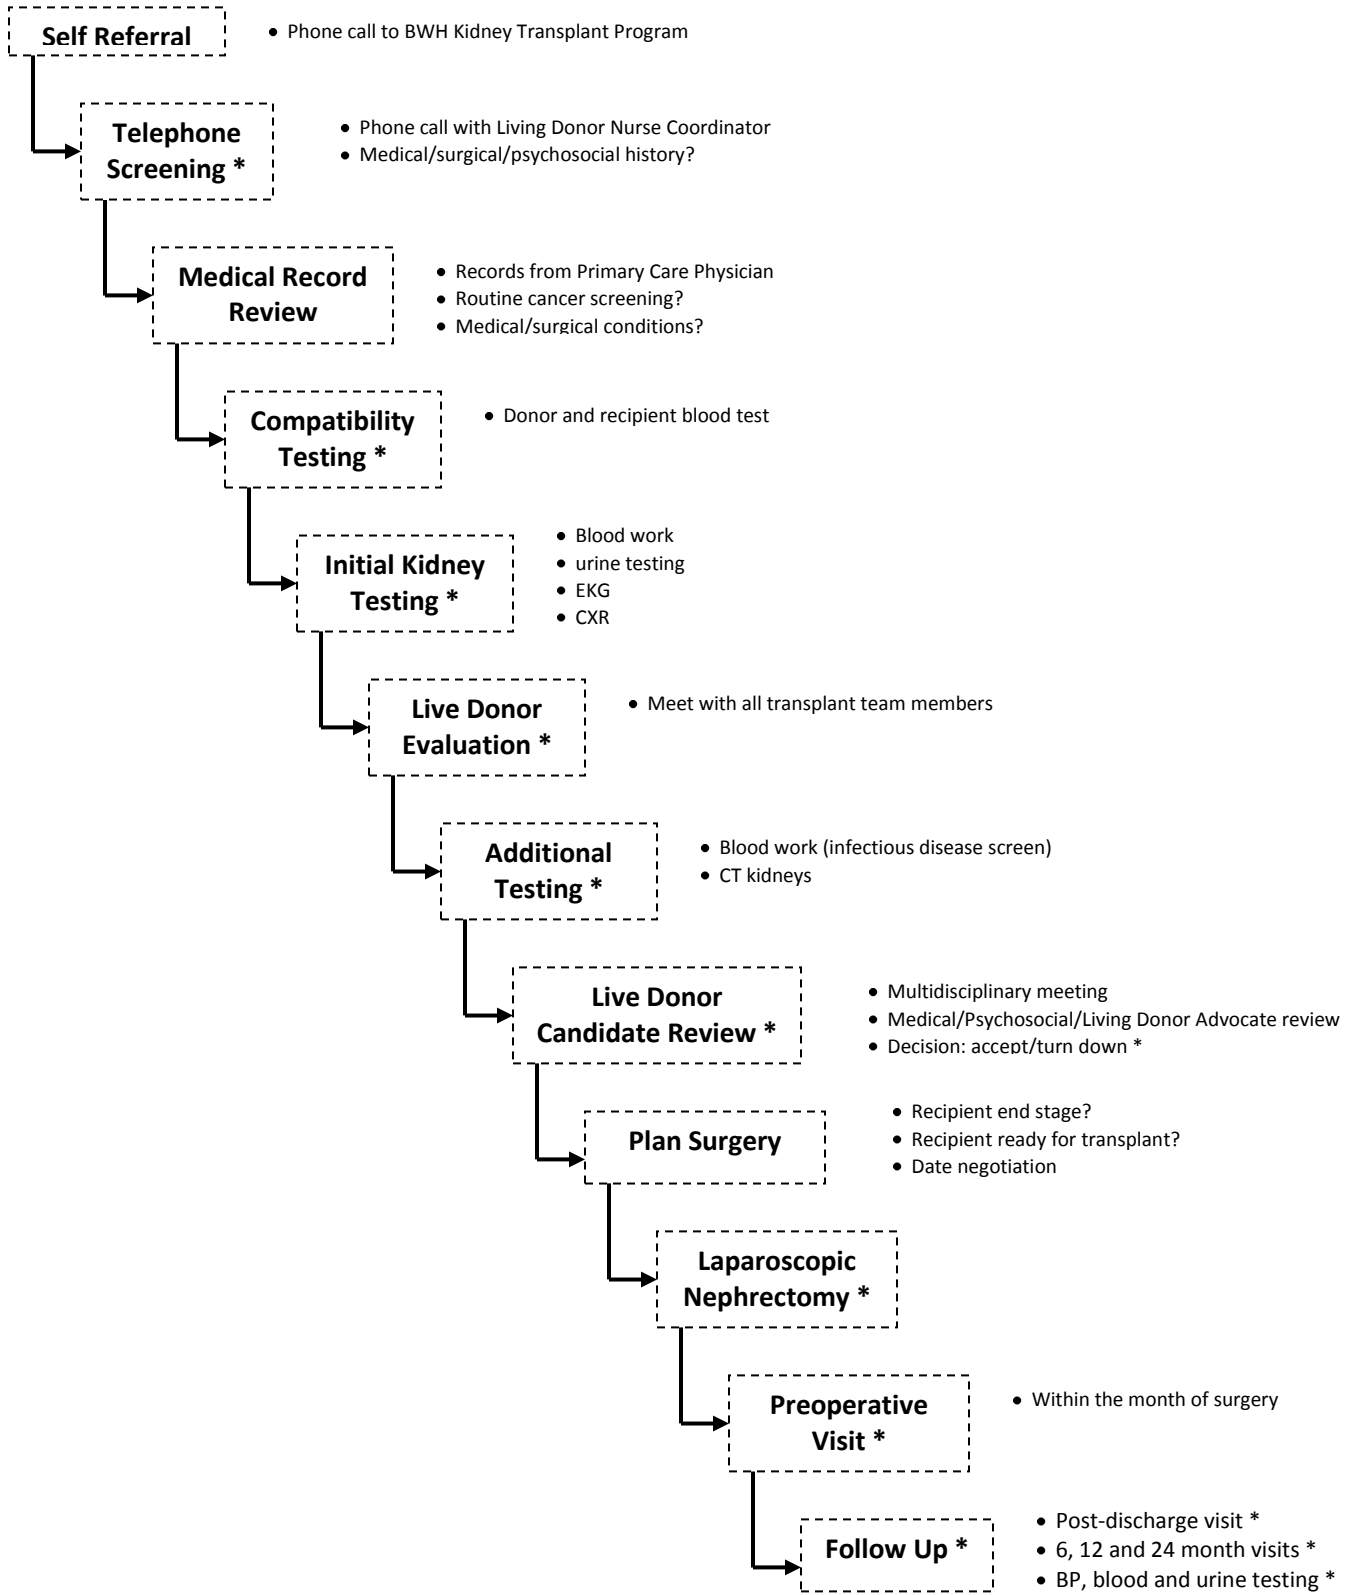 Self Referral
• Phone call to BWH Kidney Transplant Program
Telephone
Screening *
• Phone call with Living Donor Nurse Coordinator
• Medical/surgical/psychosocial history?
Medical Record
Review
• Records from Primary Care Physician
• Routine cancer screening?
• Medical/surgical conditions?
Compatibility
Testing *
• Donor and recipient blood test
Initial Kidney
Testing *
• Blood work
• urine testing
• EKG
• CXR
Live Donor
Evaluation *
• Meet with all transplant team members
Additional
Testing *
• Blood work (infectious disease screen)
• CT kidneys
Live Donor
Candidate Review *
• Multidisciplinary meeting
• Medical/Psychosocial/Living Donor Advocate review
• Decision: accept/turn down *
Plan Surgery
• Recipient end stage?
• Recipient ready for transplant?
• Date negotiation
Laparoscopic
Nephrectomy *
Preoperative
Visit *
• Within the month of surgery
Follow Up *
• Post-discharge visit *
• 6, 12 and 24 month visits *
• BP, blood and urine testing *